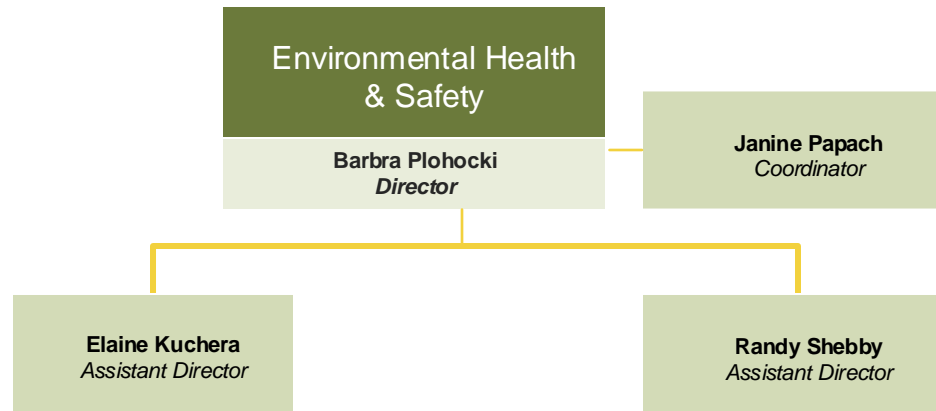 Environmental Health
& Safety
Barbra Plohocki
Director
Janine Papach
Coordinator
Elaine Kuchera
Assistant Director
Randy Shebby
Assistant Director